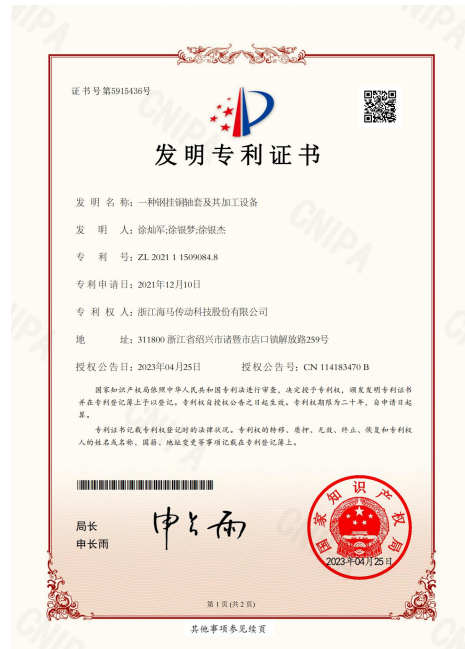 证书号第5915436号
发明专利证书
发明名称：一种钢挂铜轴套及其加工设备
发明人：徐灿军;徐银梦;徐银杰
专利号：ZL 2021 1 1509084.8
专利申请日：2021年12月10日
专利权人：浙江海马传动科技股份有限公司
地址：311800 浙江省绍兴市诸暨市店口镇解放路259号
授权公告日：2023年04月25日 授权公告号：CN 114183470 B
国家知识产权局依照中华人民共和国专利法进行审查，决定授予专利权，颁发发明专利证书
并在专利登记簿上予以登记。专利权自授权公告之日起生效。专利权期限为二十年，自申请日起
算。
专利证书记载专利权登记时的法律状况。专利权的转移、质押、无效、终止、恢复和专利权
人的姓名或名称、国籍、地址变更等事项记载在专利登记簿上。
局长
申长雨
申长雨
国家知识产权局
2023年04月25日
第 1 页 (共 2 页)
其他事项参见续页
CNIPA
CNIPA
CNIPA
CNIPA